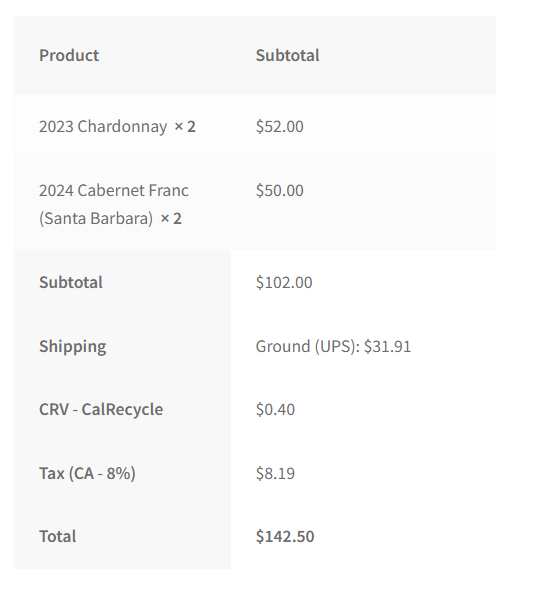 Product Subtotal
2023 Chardonnay × 2 $52.00
2024 Cabernet Franc $50.00
(Santa Barbara) × 2
Subtotal $102.00
Shipping Ground (UPS): $31.91
CRV - CalRecycle $0.40
Tax (CA - 8%) $8.19
Total $142.50